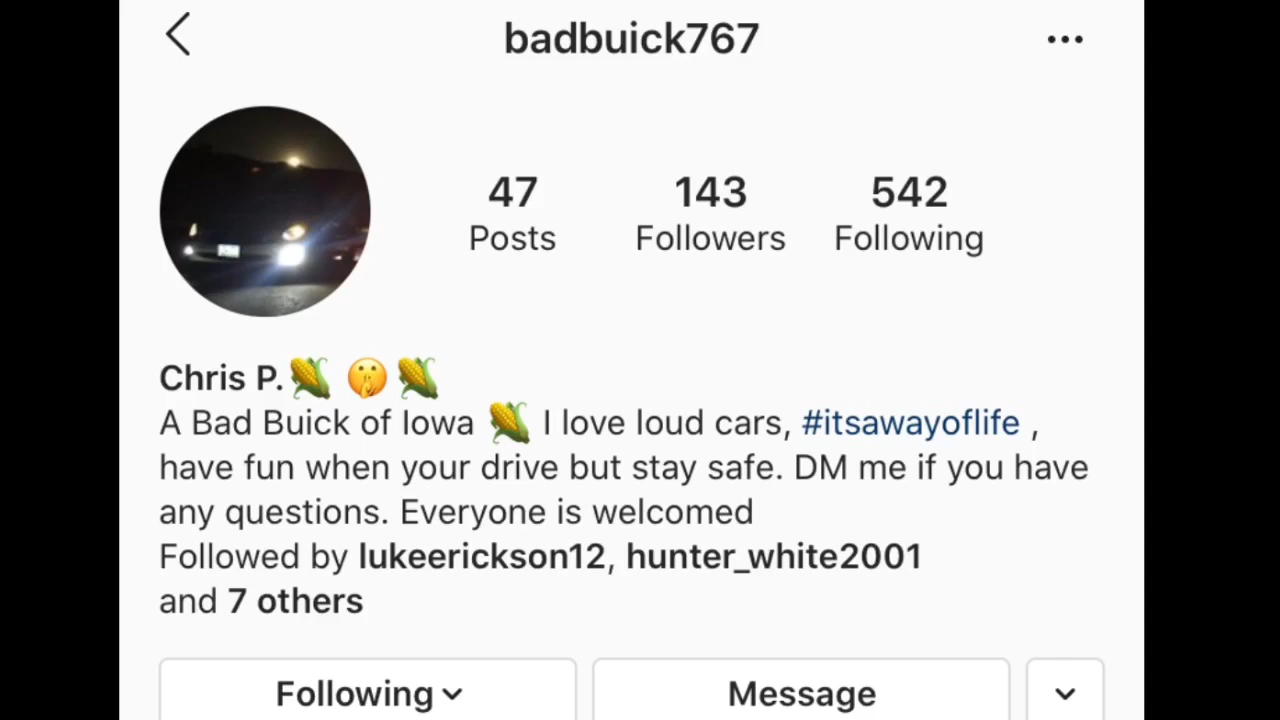 badbuick767
47 143 542
Posts Followers Following
Chris P.🌽 🤫 🌽
A Bad Buick of Iowa 🌽 I love loud cars, #itsawayoflife ,
have fun when your drive but stay safe. DM me if you have
any questions. Everyone is welcomed
Followed by lukeerickson12, hunter_white2001
and 7 others
Following Message